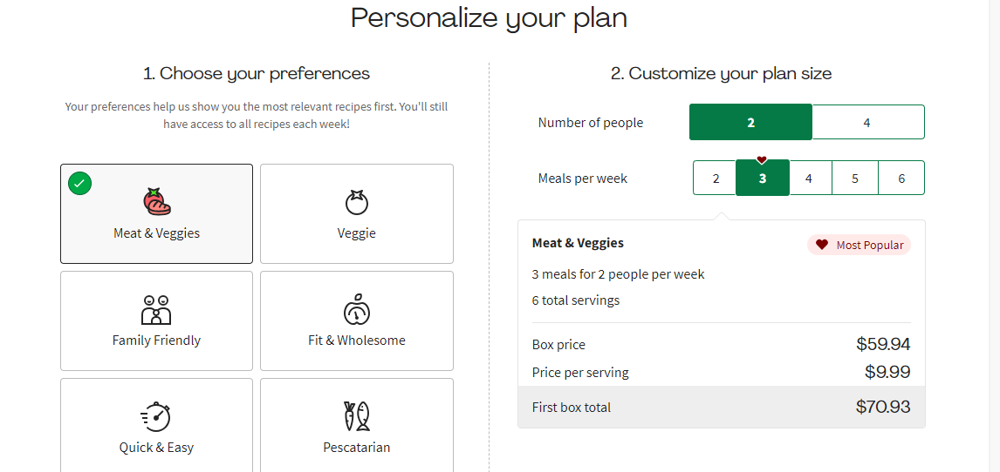 Personalize your plan
1. Choose your preferences
Your preferences help us show you the most relevant recipes first. You'll still
have access to all recipes each week!
Meat & Veggies
Veggie
Family Friendly
Fit & Wholesome
Quick & Easy
Pescatarian
2. Customize your plan size
Number of people 2 4
Meals per week 2 3 4 5 6
Meat & Veggies Most Popular
3 meals for 2 people per week
6 total servings
Box price $59.94
Price per serving $9.99
First box total $70.93